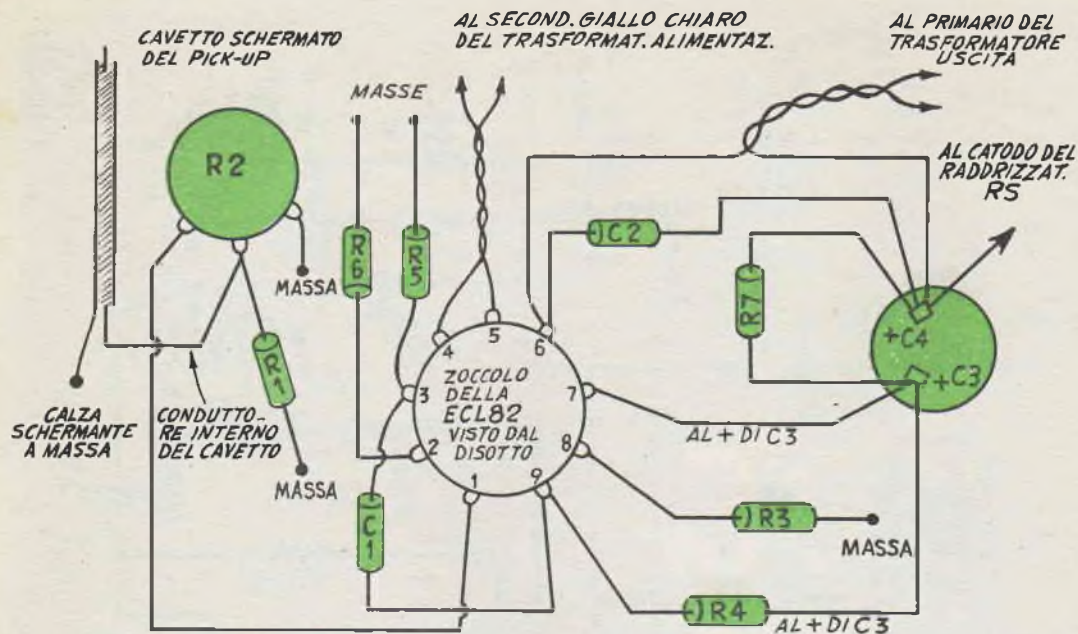 CAVETTO SCHERMATO
DEL PICK-UP
AL SECOND. GIALLO CHIARO
DEL TRASFORMAT. ALIMENTAZ.
AL PRIMARIO DEL
TRASFORMATORE
USCITA
MASSE
AL CATODO DEL
RADDRIZZAT.
RS
R2
MASSA
R6
R5
C2
R7
+C4
+C3
R1
4
5
6
3
7
2
8
1
9
ZOCCOLO
DELLA
ECL82
VISTO DAL
DISOTTO
AL + DI C3
CALZA
SCHERMANTE
A MASSA
CONDUTTO-
RE INTERNO
DEL CAVETTO
MASSA
C1
R3
MASSA
R4
AL + DI C3